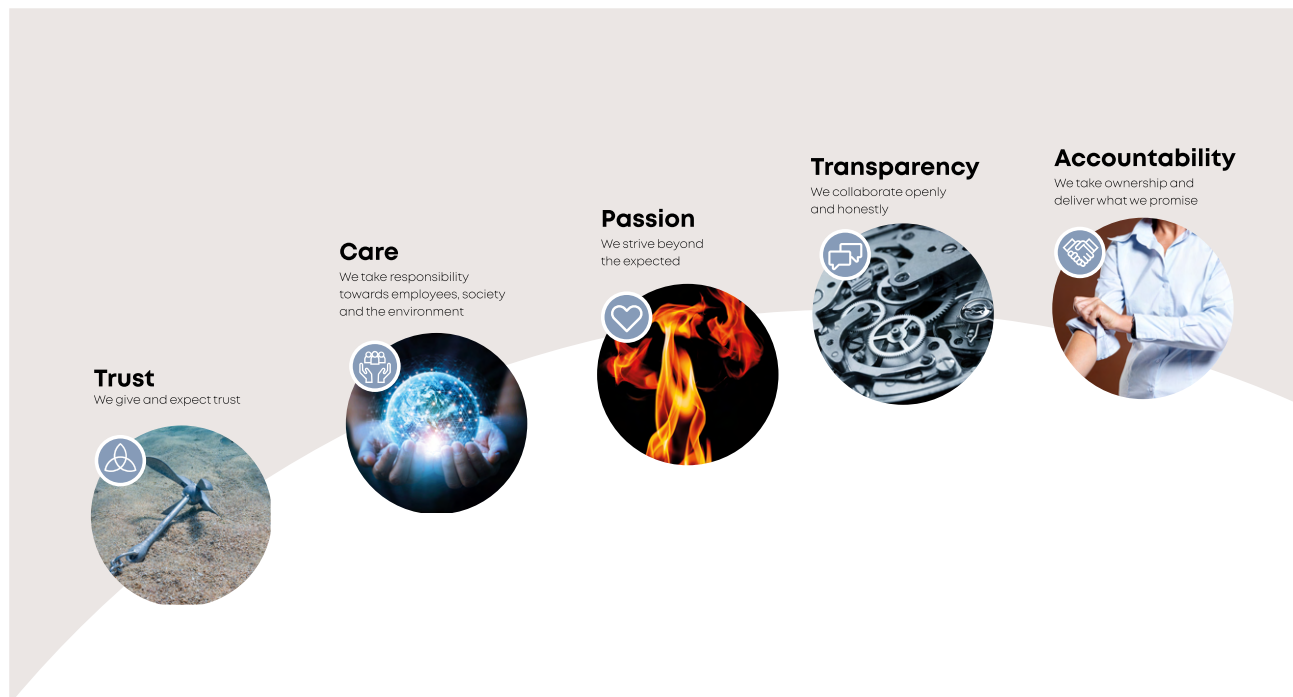 Trust
We give and expect trust
Care
We take responsibility
towards employees, society
and the environment
Passion
We strive beyond
the expected
Transparency
We collaborate openly
and honestly
Accountability
We take ownership and
deliver what we promise